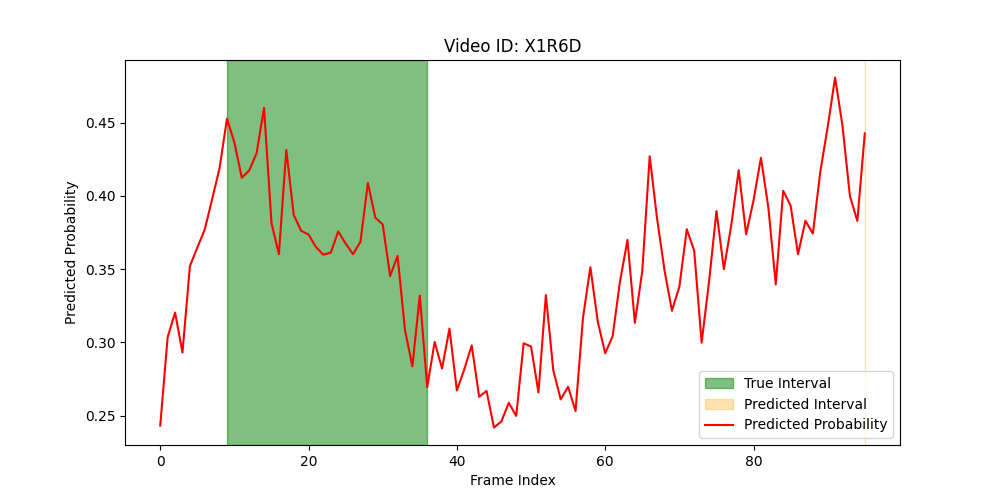 Video ID: X1R6D
Predicted Probability
0.45
0.40
0.35
0.30
0.25
0
20
40
60
80
Frame Index
True Interval
Predicted Interval
Predicted Probability